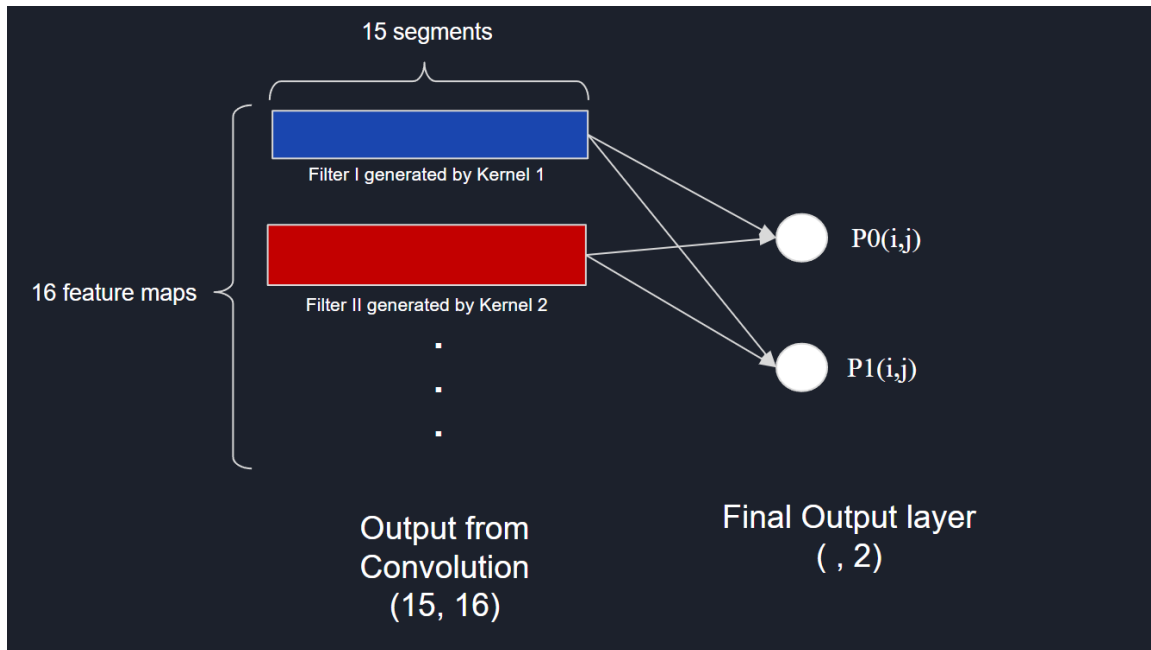 15 segments
Filter I generated by Kernel 1
16 feature maps
Filter II generated by Kernel 2
P0(i,j)
P1(i,j)
Output from
Convolution
(15, 16)
Final Output layer
( , 2)